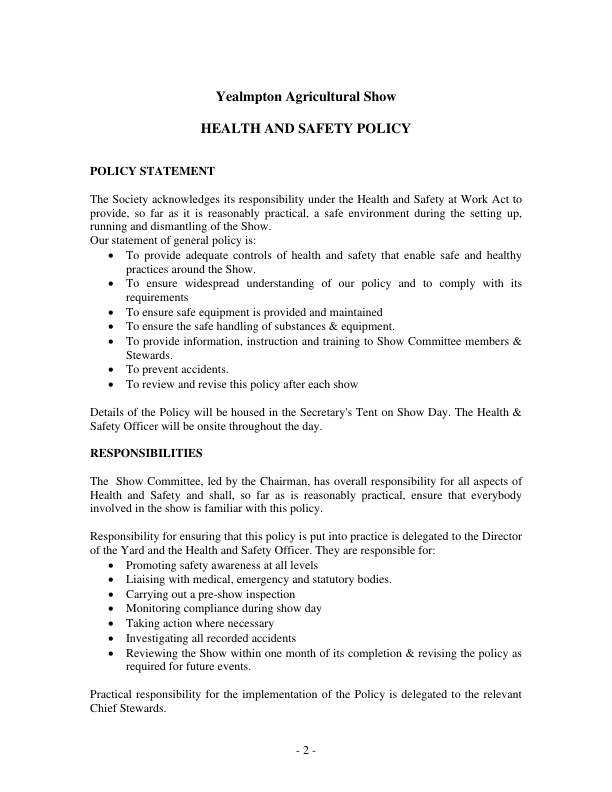 Yealmpton Agricultural Show
HEALTH AND SAFETY POLICY
POLICY STATEMENT
The Society acknowledges its responsibility under the Health and Safety at Work Act to
provide, so far as it is reasonably practical, a safe environment during the setting up,
running and dismantling of the Show.
Our statement of general policy is:
• To provide adequate controls of health and safety that enable safe and healthy
practices around the Show.
• To ensure widespread understanding of our policy and to comply with its
requirements
• To ensure safe equipment is provided and maintained
• To ensure the safe handling of substances & equipment.
• To provide information, instruction and training to Show Committee members &
Stewards.
• To prevent accidents.
• To review and revise this policy after each show
Details of the Policy will be housed in the Secretary's Tent on Show Day. The Health &
Safety Officer will be onsite throughout the day.
RESPONSIBILITIES
The Show Committee, led by the Chairman, has overall responsibility for all aspects of
Health and Safety and shall, so far as is reasonably practical, ensure that everybody
involved in the show is familiar with this policy.
Responsibility for ensuring that this policy is put into practice is delegated to the Director
of the Yard and the Health and Safety Officer. They are responsible for:
• Promoting safety awareness at all levels
• Liaising with medical, emergency and statutory bodies.
• Carrying out a pre-show inspection
• Monitoring compliance during show day
• Taking action where necessary
• Investigating all recorded accidents
• Reviewing the Show within one month of its completion & revising the policy as
required for future events.
Practical responsibility for the implementation of the Policy is delegated to the relevant
Chief Stewards.
- 2 -